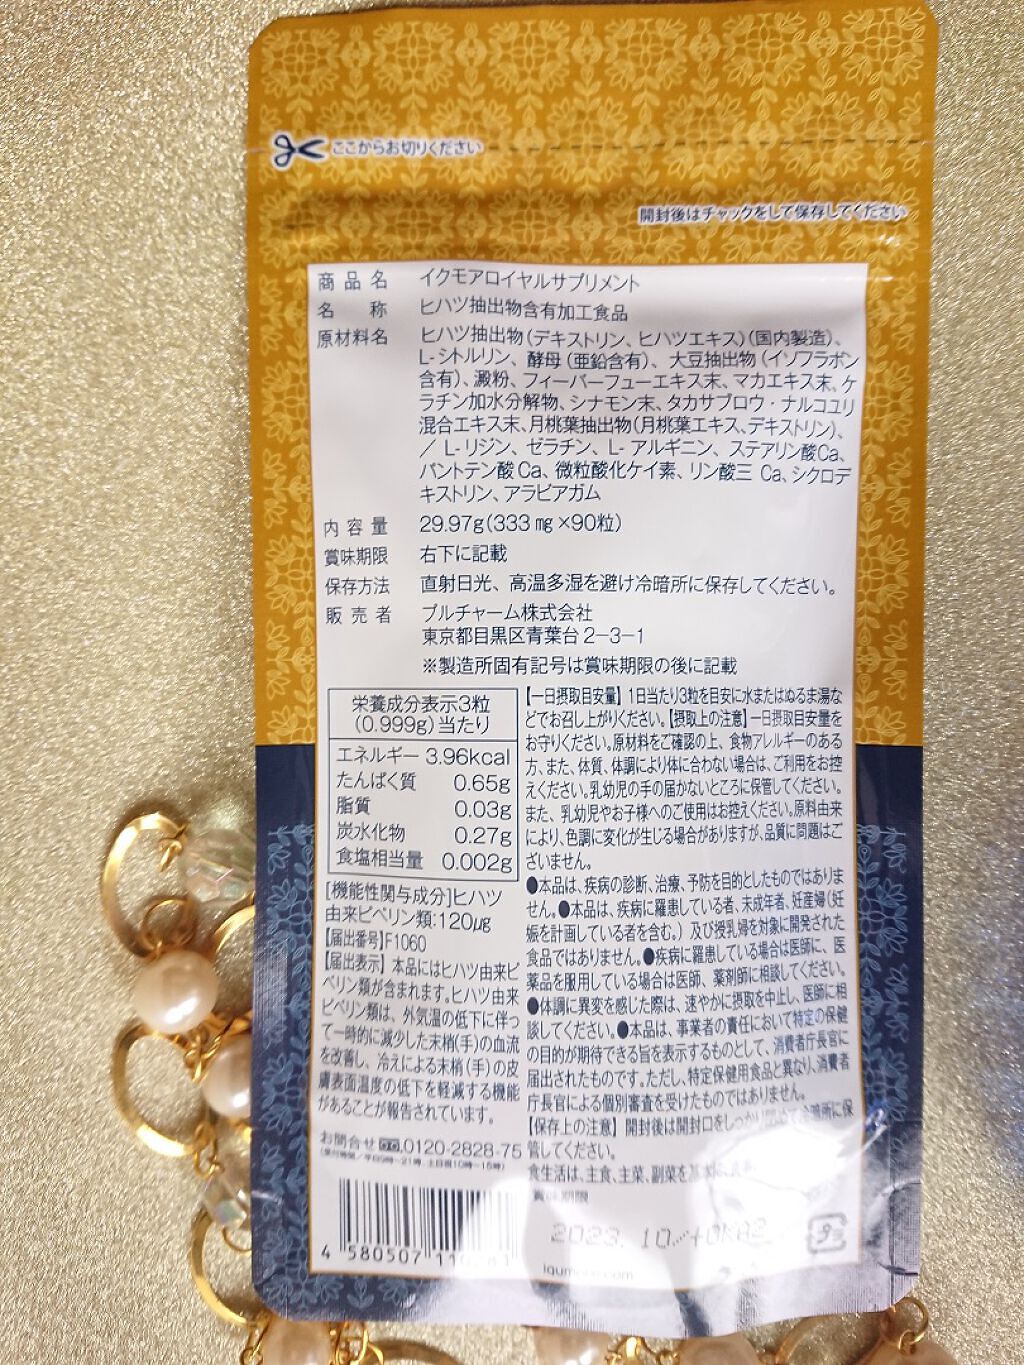 ここからお切りください
開封後はチャックをして保存してください
商品名 イクモアロイヤルサプリメント
名称 ヒハツ抽出物含有加工食品
原材料名 ヒハツ抽出物(デキストリン、ヒハツエキス)(国内製造)、
L-シトルリン、酵母(亜鉛含有)、大豆抽出物(イソフラボン
含有)、澱粉、フィーバーフューエキス末、マカエキス末、ケ
ラチン加水分解物、シナモン末、タカサブロウ・ナルコユリ
混合エキス末、月桃葉抽出物(月桃葉エキス、デキストリン)、
/ L-リジン、ゼラチン、L-アルギニン、ステアリン酸Ca、
パントテン酸Ca、微粒酸化ケイ素、リン酸三Ca、シクロデ
キストリン、アラビアガム
内容量 29.97g(333㎎×90粒)
賞味期限 右下に記載
保存方法 直射日光、高温多湿を避け冷暗所に保存してください。
販売者 ブルチャーム株式会社
東京都目黒区青葉台2-3-1
※製造所固有記号は賞味期限の後に記載
栄養成分表示3粒
(0.999g)当たり
エネルギー 3.96kcal
たんぱく質 0.65g
脂質 0.03g
炭水化物 0.27g
食塩相当量 0.002g
[機能性関与成分]ヒハツ
由来ピペリン類:120㎍
【届出番号】F1060
【届出表示】本品にはヒハツ由来ピ
ペリン類が含まれます。ヒハツ由来
ピペリン類は、外気温の低下に伴っ
て一時的に減少した末梢(手)の血流
を改善し、冷えによる末梢(手)の皮
膚表面温度の低下を軽減する機能
があることが報告されています。
お問合せ 0120-2828-75
(受付時間/平日9時~21時 土日祝10時~18時)
4 580507 110
【一日摂取目安量】1日当たり3粒を目安に水またはぬるま湯な
どでお召し上がりください。【摂取上の注意】一日摂取目安量を
お守りください。原材料をご確認の上、食物アレルギーのある
方、また、体質、体調により体に合わない場合は、ご利用をお控
えください。乳幼児の手の届かないところに保管してください。
また、乳幼児やお子様へのご使用はお控えください。原料由来
により、色調に変化が生じる場合がありますが、品質に問題はご
ざいません。
●本品は、疾病の診断、治療、予防を目的としたものではありま
せん。●本品は、疾病に罹患している者、未成年者、妊産婦(妊
娠を計画している者を含む。)及び授乳婦を対象に開発された
食品ではありません。●疾病に罹患している場合は医師に、医
薬品を服用している場合は医師、薬剤師に相談してください。
●体調に異変を感じた際は、速やかに摂取を中止し、医師に相
談してください。●本品は、事業者の責任において特定の保健
の目的が期待できる旨を表示するものとして、消費者庁長官に
届出されたものです。ただし、特定保健用食品と異なり、消費者
庁長官による個別審査を受けたものではありません。
【保存上の注意】開封後は開封口をしっかり閉めて冷暗所に保
管してください。
食生活は、主食、主菜、副菜を基本に、食事
賞味期限
2023.10
iqumore.com